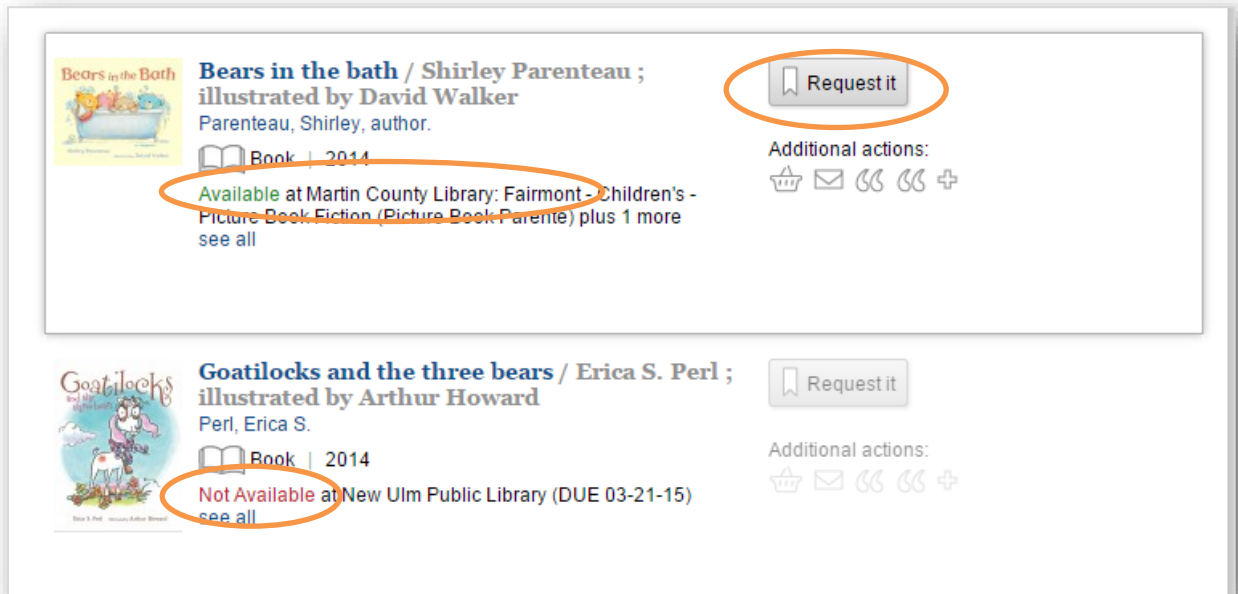 Bears in the Bath
Bears in the bath / Shirley Parenteau ;
illustrated by David Walker
Parenteau, Shirley, author.
Book | 2014
Available at Martin County Library: Fairmont - Children's -
Picture Book Fiction (Picture Book Parente) plus 1 more
see all
Request it
Additional actions:
Goatilocks
Goatilocks and the three bears / Erica S. Perl ;
illustrated by Arthur Howard
Perl, Erica S.
Book | 2014
Not Available at New Ulm Public Library (DUE 03-21-15)
see all
Request it
Additional actions: